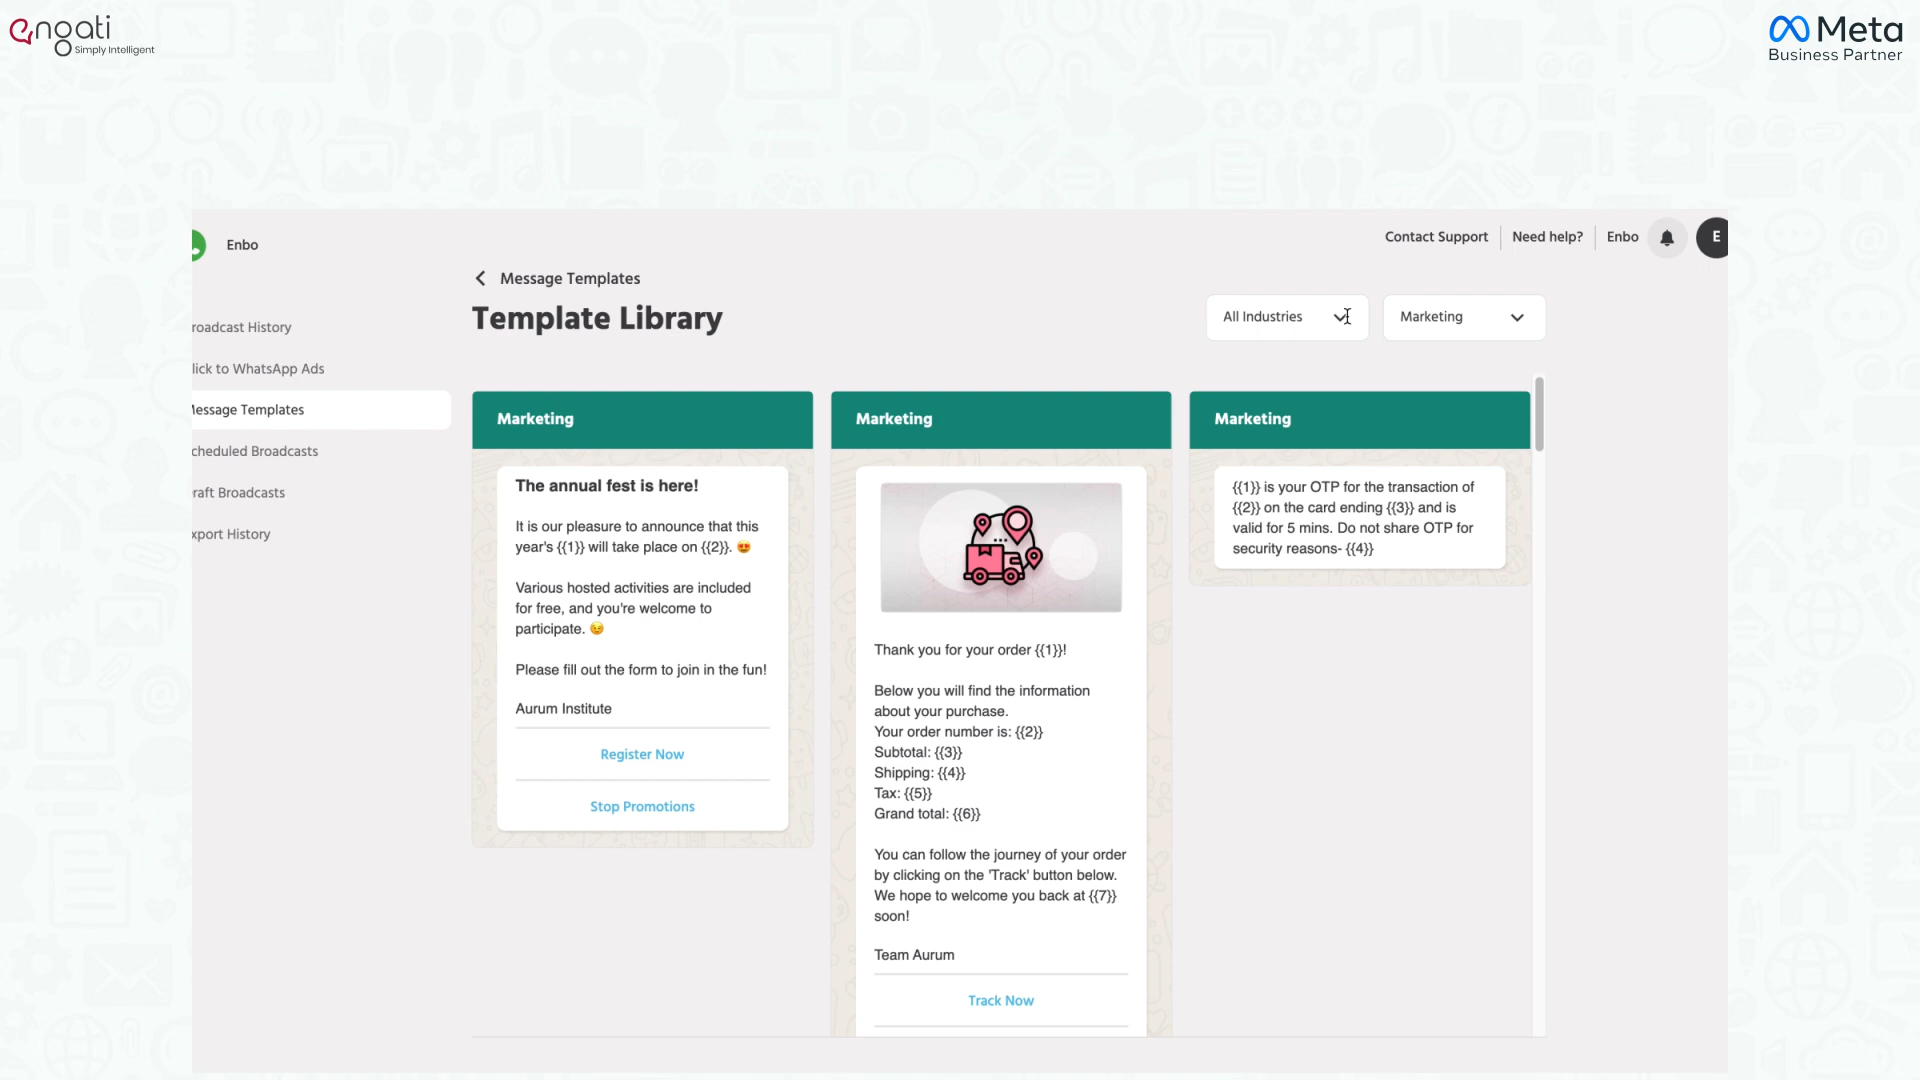 engati
Simply Intelligent
Meta
Business Partner
Enbo
Contact Support
Need help?
Enbo
E
Message Templates
Template Library
All Industries
Marketing
roadcast History
lick to WhatsApp Ads
Message Templates
cheduled Broadcasts
raft Broadcasts
xport History
Marketing
The annual fest is here!
It is our pleasure to announce that this
year's {{1}} will take place on {{2}}. 😍
Various hosted activities are included
for free, and you're welcome to
participate. 😉
Please fill out the form to join in the fun!
Aurum Institute
Register Now
Stop Promotions
Marketing
Thank you for your order {{1}}!
Below you will find the information
about your purchase.
Your order number is: {{2}}
Subtotal: {{3}}
Shipping: {{4}}
Tax: {{5}}
Grand total: {{6}}
You can follow the journey of your order
by clicking on the 'Track' button below.
We hope to welcome you back at {{7}}
soon!
Team Aurum
Track Now
Marketing
{{1}} is your OTP for the transaction of
{{2}} on the card ending {{3}} and is
valid for 5 mins. Do not share OTP for
security reasons- {{4}}